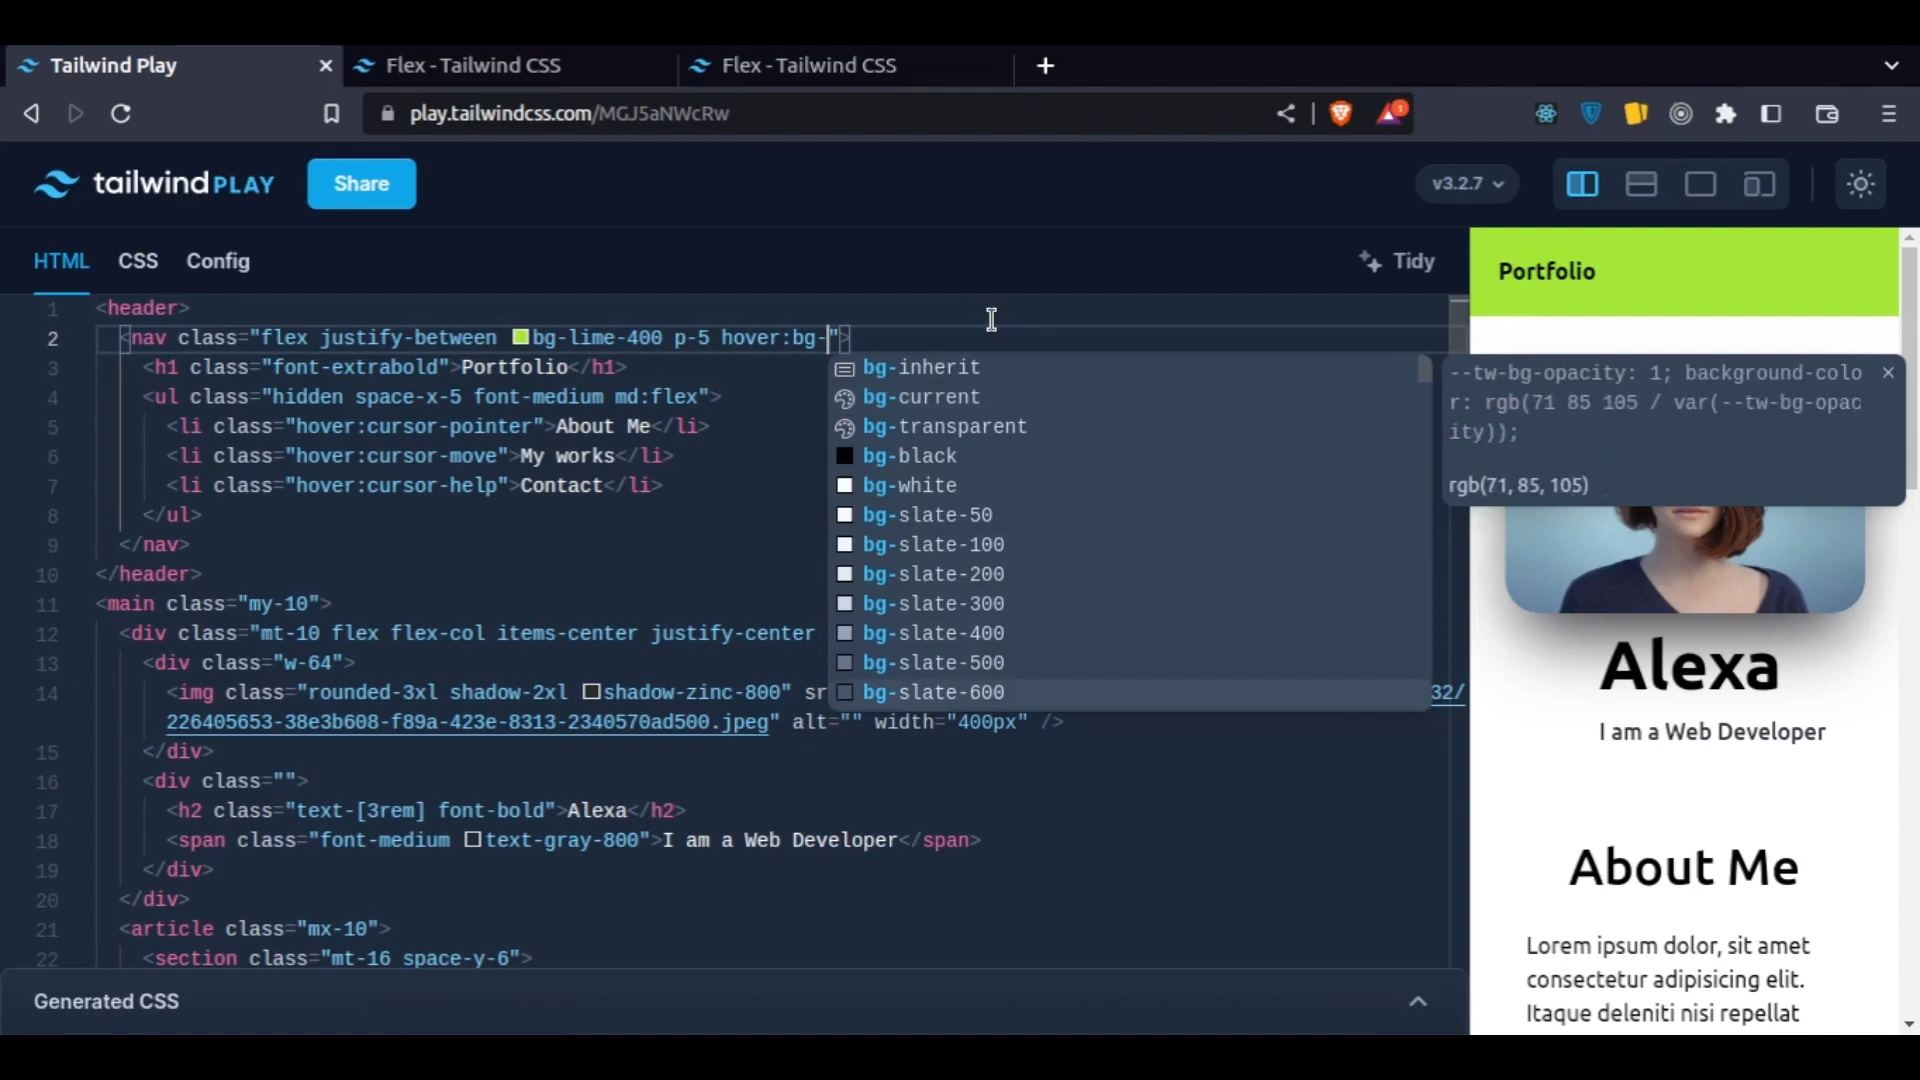 Tailwind Play
Flex - Tailwind CSS
Flex - Tailwind CSS
play.tailwindcss.com/MGJ5aNWcRw
1
tailwind PLAY
Share
v3.2.7
HTML
CSS
Config
Tidy
1 <header>
2 <nav class="flex justify-between bg-lime-400 p-5 hover:bg-">
3 <h1 class="font-extrabold">Portfolio</h1>
4 <ul class="hidden space-x-5 font-medium md:flex">
5 <li class="hover:cursor-pointer">About Me</li>
6 <li class="hover:cursor-move">My works</li>
7 <li class="hover:cursor-help">Contact</li>
8 </ul>
9 </nav>
10 </header>
11 <main class="my-10">
12 <div class="mt-10 flex flex-col items-center justify-center
13 <div class="w-64">
14 <img class="rounded-3xl shadow-2xl shadow-zinc-800" sr 32/
226405653-38e3b608-f89a-423e-8313-2340570ad500.jpeg" alt="" width="400px" />
15 </div>
16 <div class="">
17 <h2 class="text-[3rem] font-bold">Alexa</h2>
18 <span class="font-medium text-gray-800">I am a Web Developer</span>
19 </div>
20 </div>
21 <article class="mx-10">
22 <section class="mt-16 space-y-6">
bg-inherit
bg-current
bg-transparent
bg-black
bg-white
bg-slate-50
bg-slate-100
bg-slate-200
bg-slate-300
bg-slate-400
bg-slate-500
bg-slate-600
--tw-bg-opacity: 1; background-colo
r: rgb(71 85 105 / var(--tw-bg-opac
ity));
rgb(71, 85, 105)
Generated CSS
Portfolio
Alexa
I am a Web Developer
About Me
Lorem ipsum dolor, sit amet
consectetur adipisicing elit.
Itaque deleniti nisi repellat